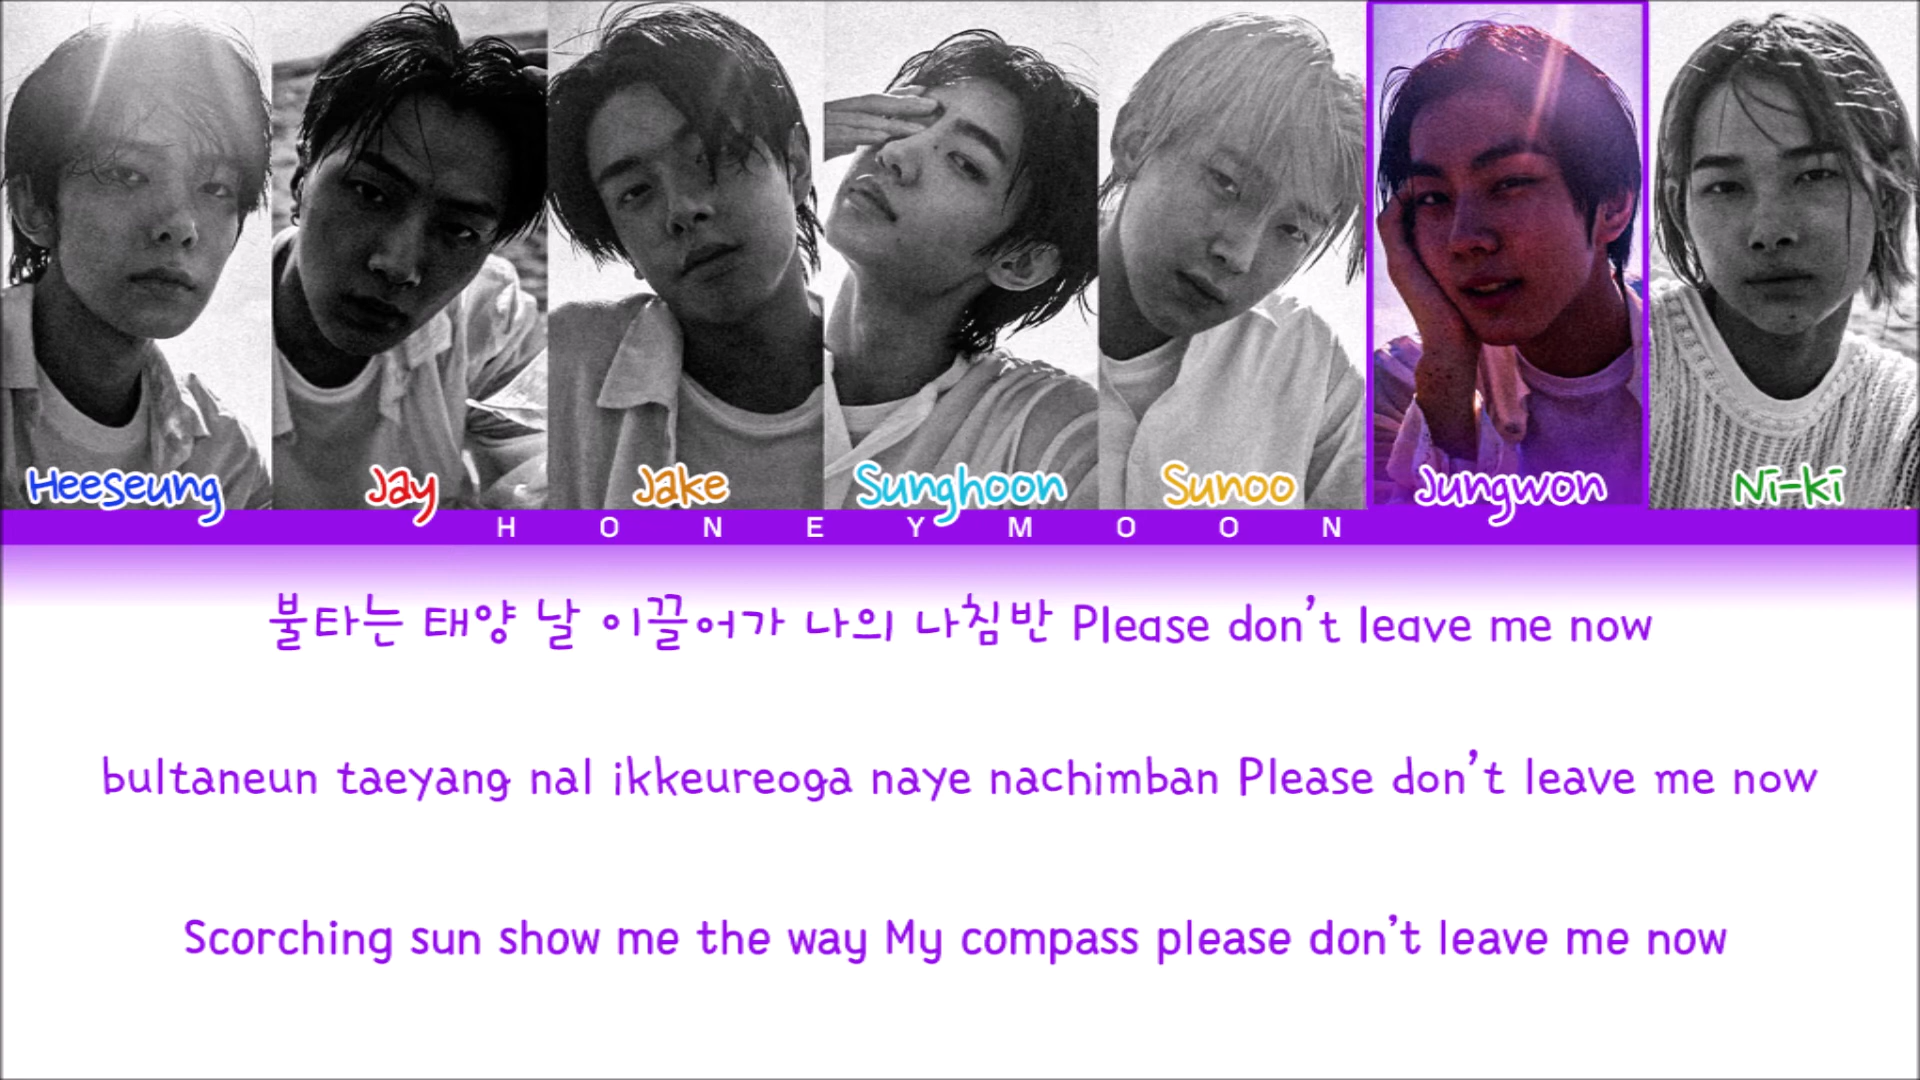 Heeseung Jay Jake Sunghoon Sunoo Jungwon Ni-ki
HONEYMOON
불타는 태양 날 이끌어가 나의 나침반 Please don't leave me now
bultaneun taeyang nal ikkeureoga naye nachimban Please don't leave me now
Scorching sun show me the way My compass please don't leave me now